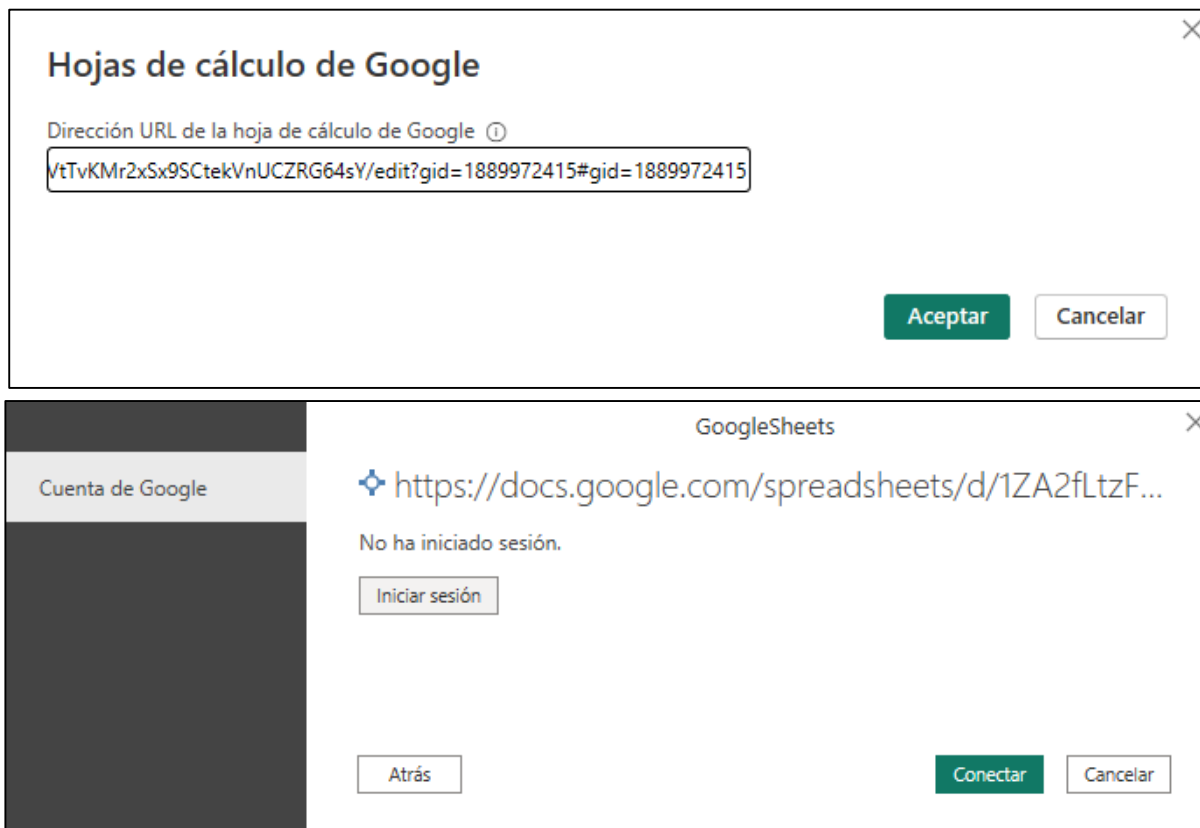 Hojas de cálculo de Google
Dirección URL de la hoja de cálculo de Google
VtTvKMr2xSx9SCtekVnUCZRG64sY/edit?gid=1889972415#gid=1889972415
Aceptar
Cancelar
GoogleSheets
Cuenta de Google
https://docs.google.com/spreadsheets/d/1ZA2fLtzF...
No ha iniciado sesión.
Iniciar sesión
Atrás
Conectar
Cancelar